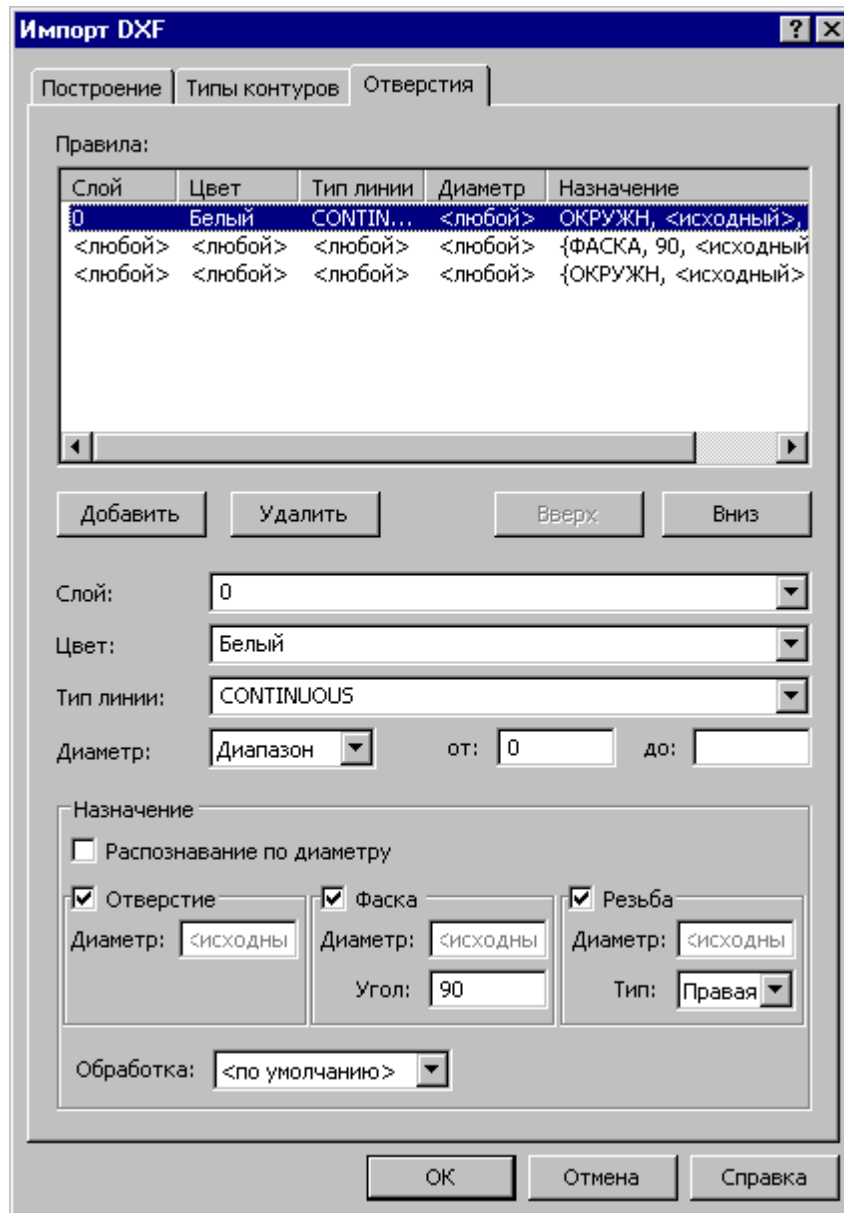 Импорт DXF
Построение Типы контуров Отверстия
Правила:
Слой Цвет Тип линии Диаметр Назначение
0 Белый CONTIN... <любой> ОКРУЖН, <исходный>,
<любой> <любой> <любой> <любой> {ФАСКА, 90, <исходный
<любой> <любой> <любой> <любой> {ОКРУЖН, <исходный>
Добавить Удалить Вверх Вниз
Слой: 0
Цвет: Белый
Тип линии: CONTINUOUS
Диаметр: Диапазон от: 0 до:
Назначение
Распознавание по диаметру
Отверстие Фаска Резьба
Диаметр: <исходны Диаметр: <исходны Диаметр: <исходны
Угол: 90 Тип: Правая
Обработка: <по умолчанию>
ОК Отмена Справка